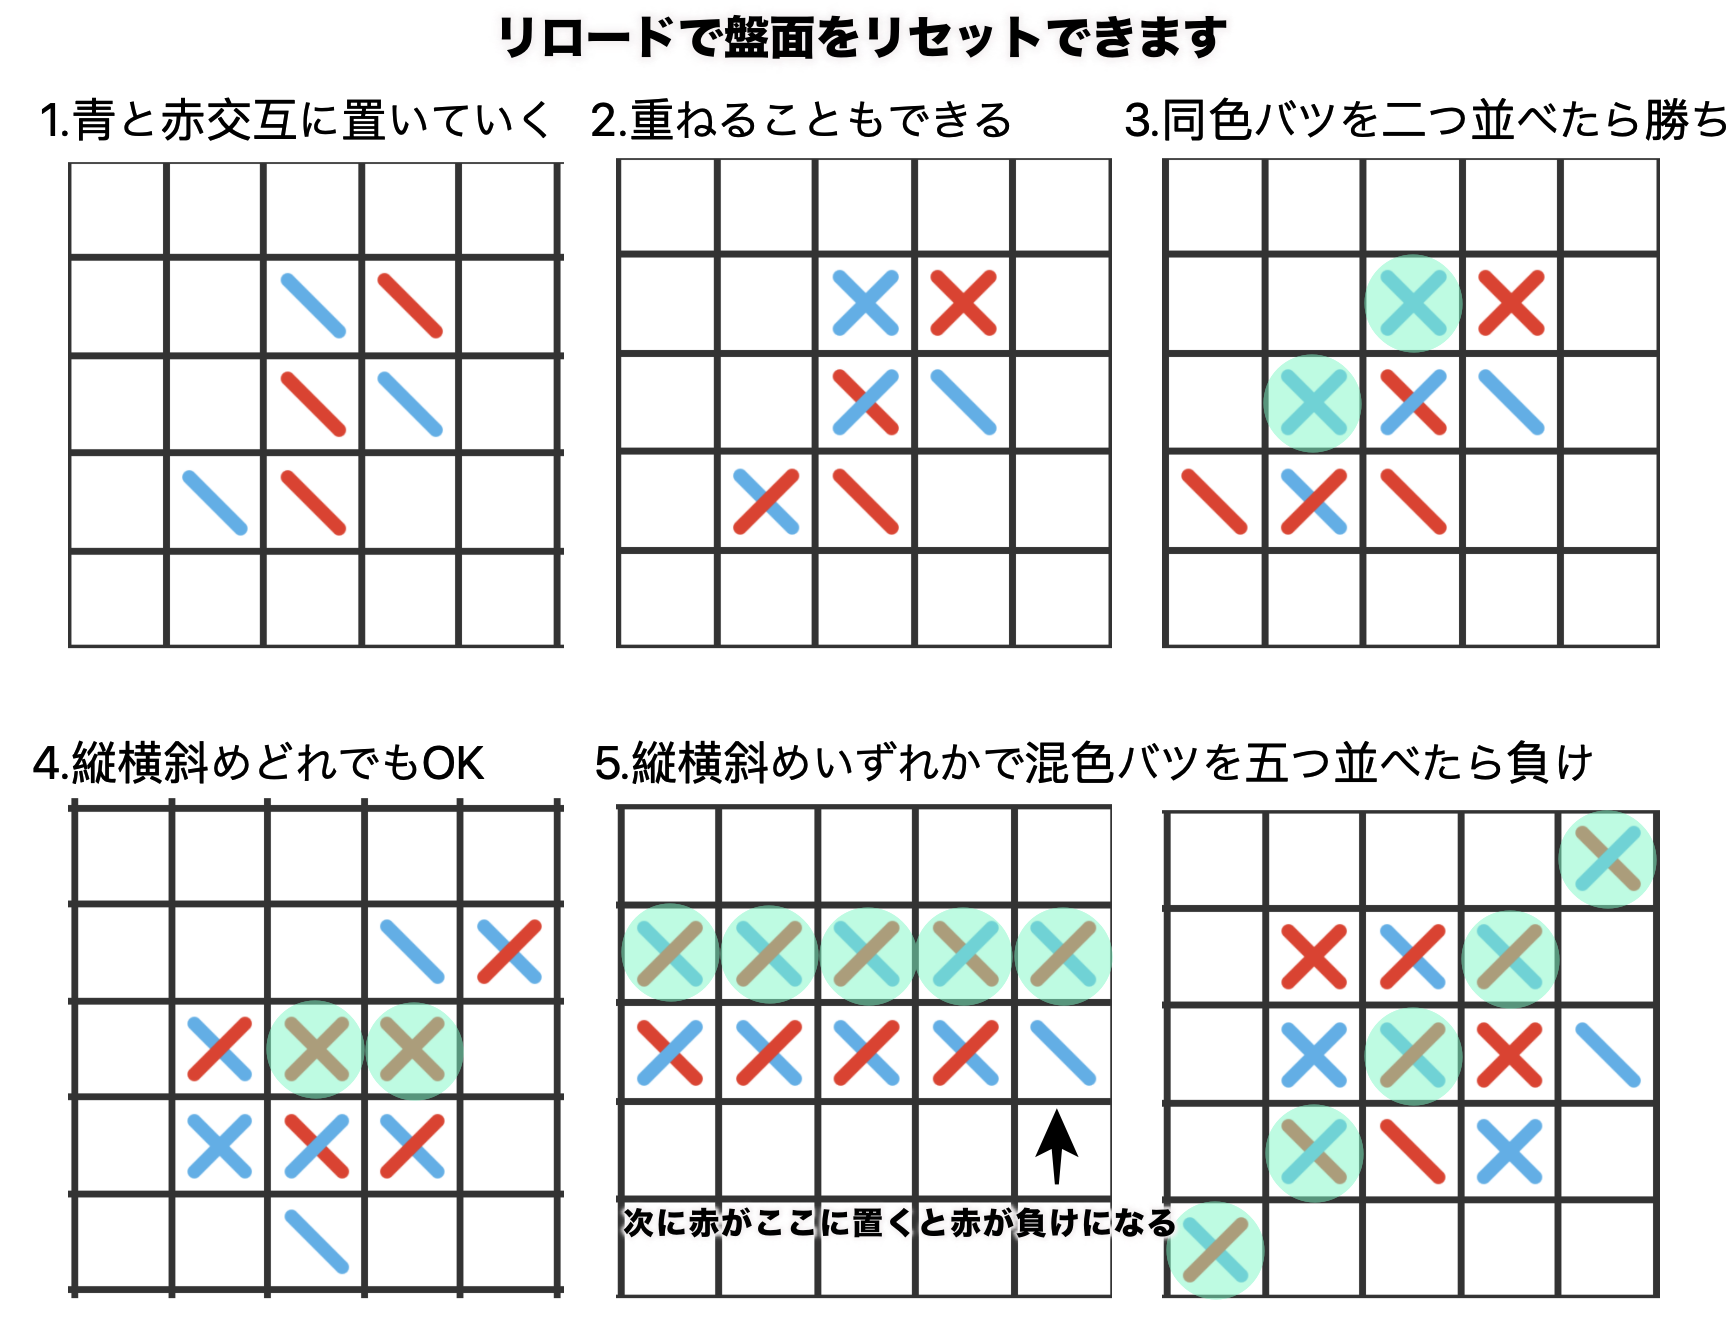 リロードで盤面をリセットできます
1.青と赤交互に置いていく
2.重ねることもできる
3.同色バツを二つ並べたら勝ち
4.縦横斜めどれでもOK
5.縦横斜めいずれかで混色バツを五つ並べたら負け
次に赤がここに置くと赤が負けになる